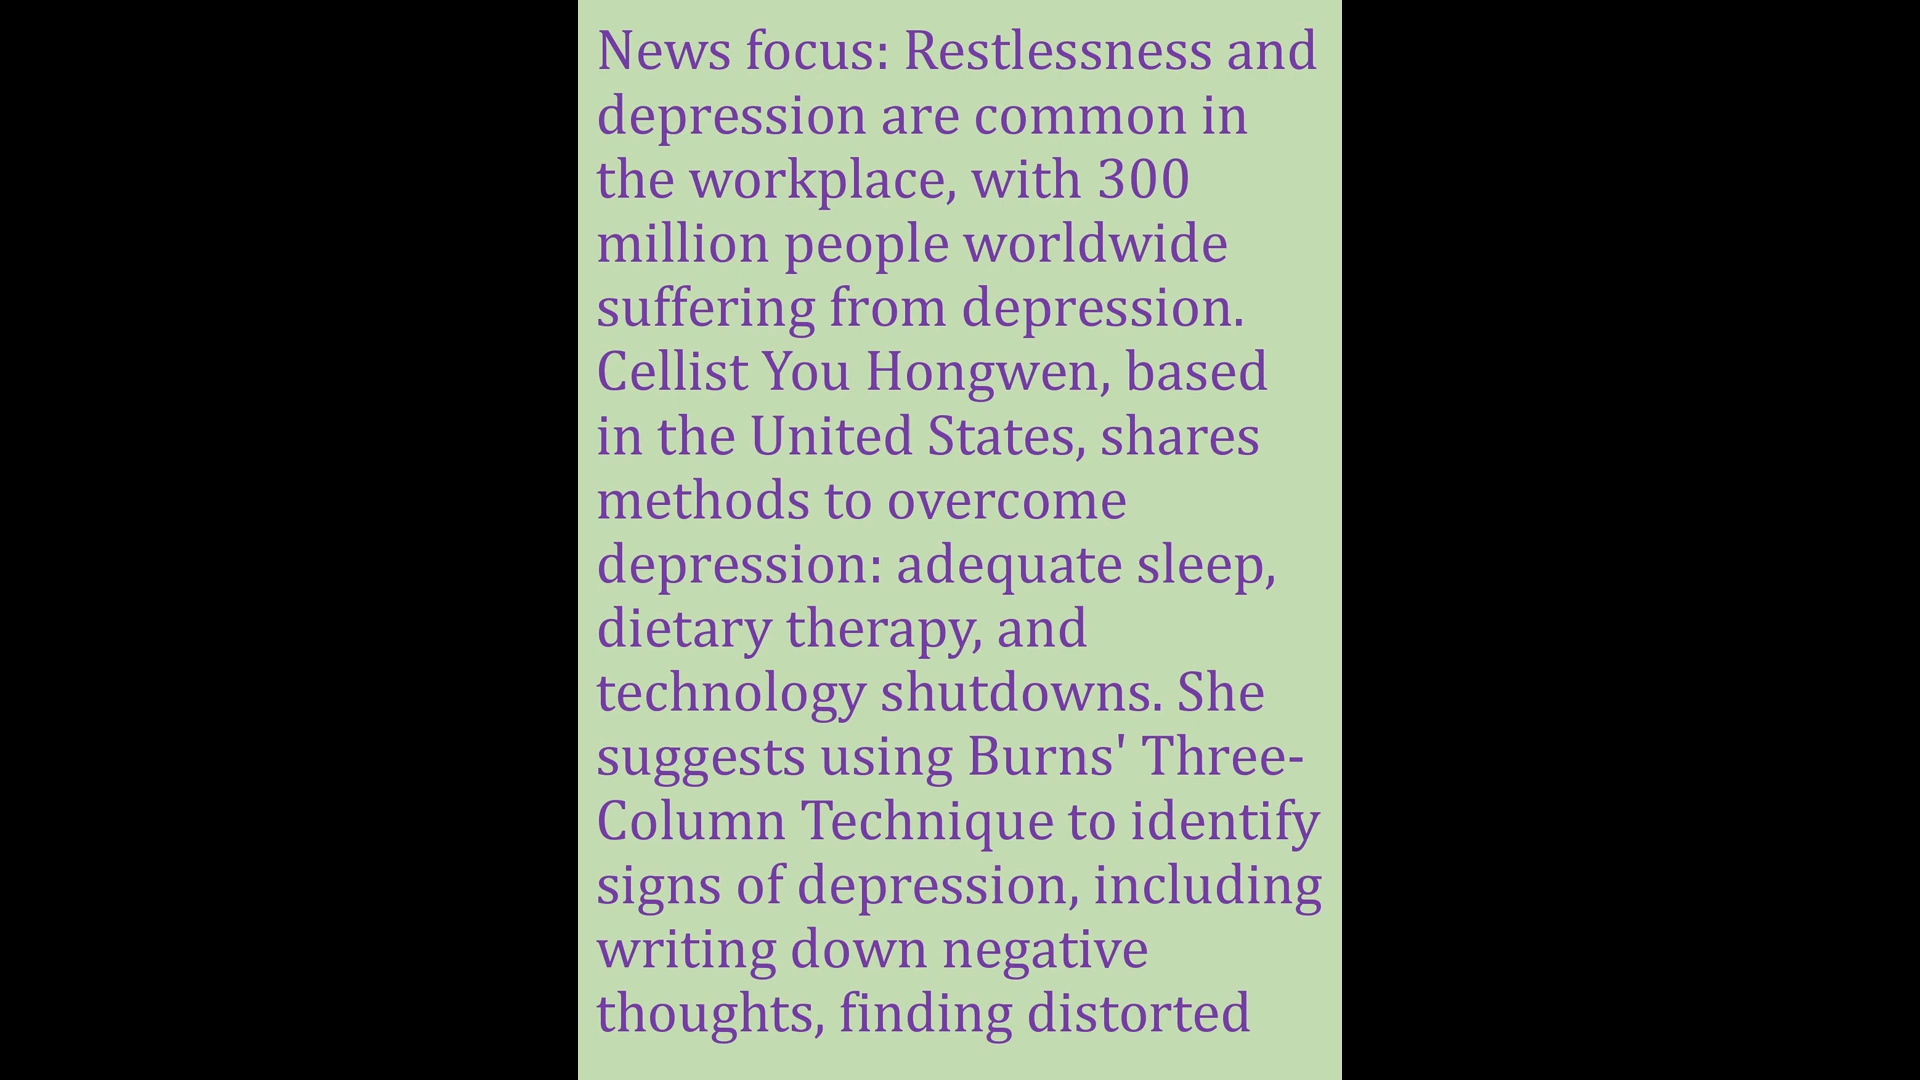 News focus: Restlessness and
depression are common in
the workplace, with 300
million people worldwide
suffering from depression.
Cellist You Hongwen, based
in the United States, shares
methods to overcome
depression: adequate sleep,
dietary therapy, and
technology shutdowns. She
suggests using Burns' Three-
Column Technique to identify
signs of depression, including
writing down negative
thoughts, finding distorted